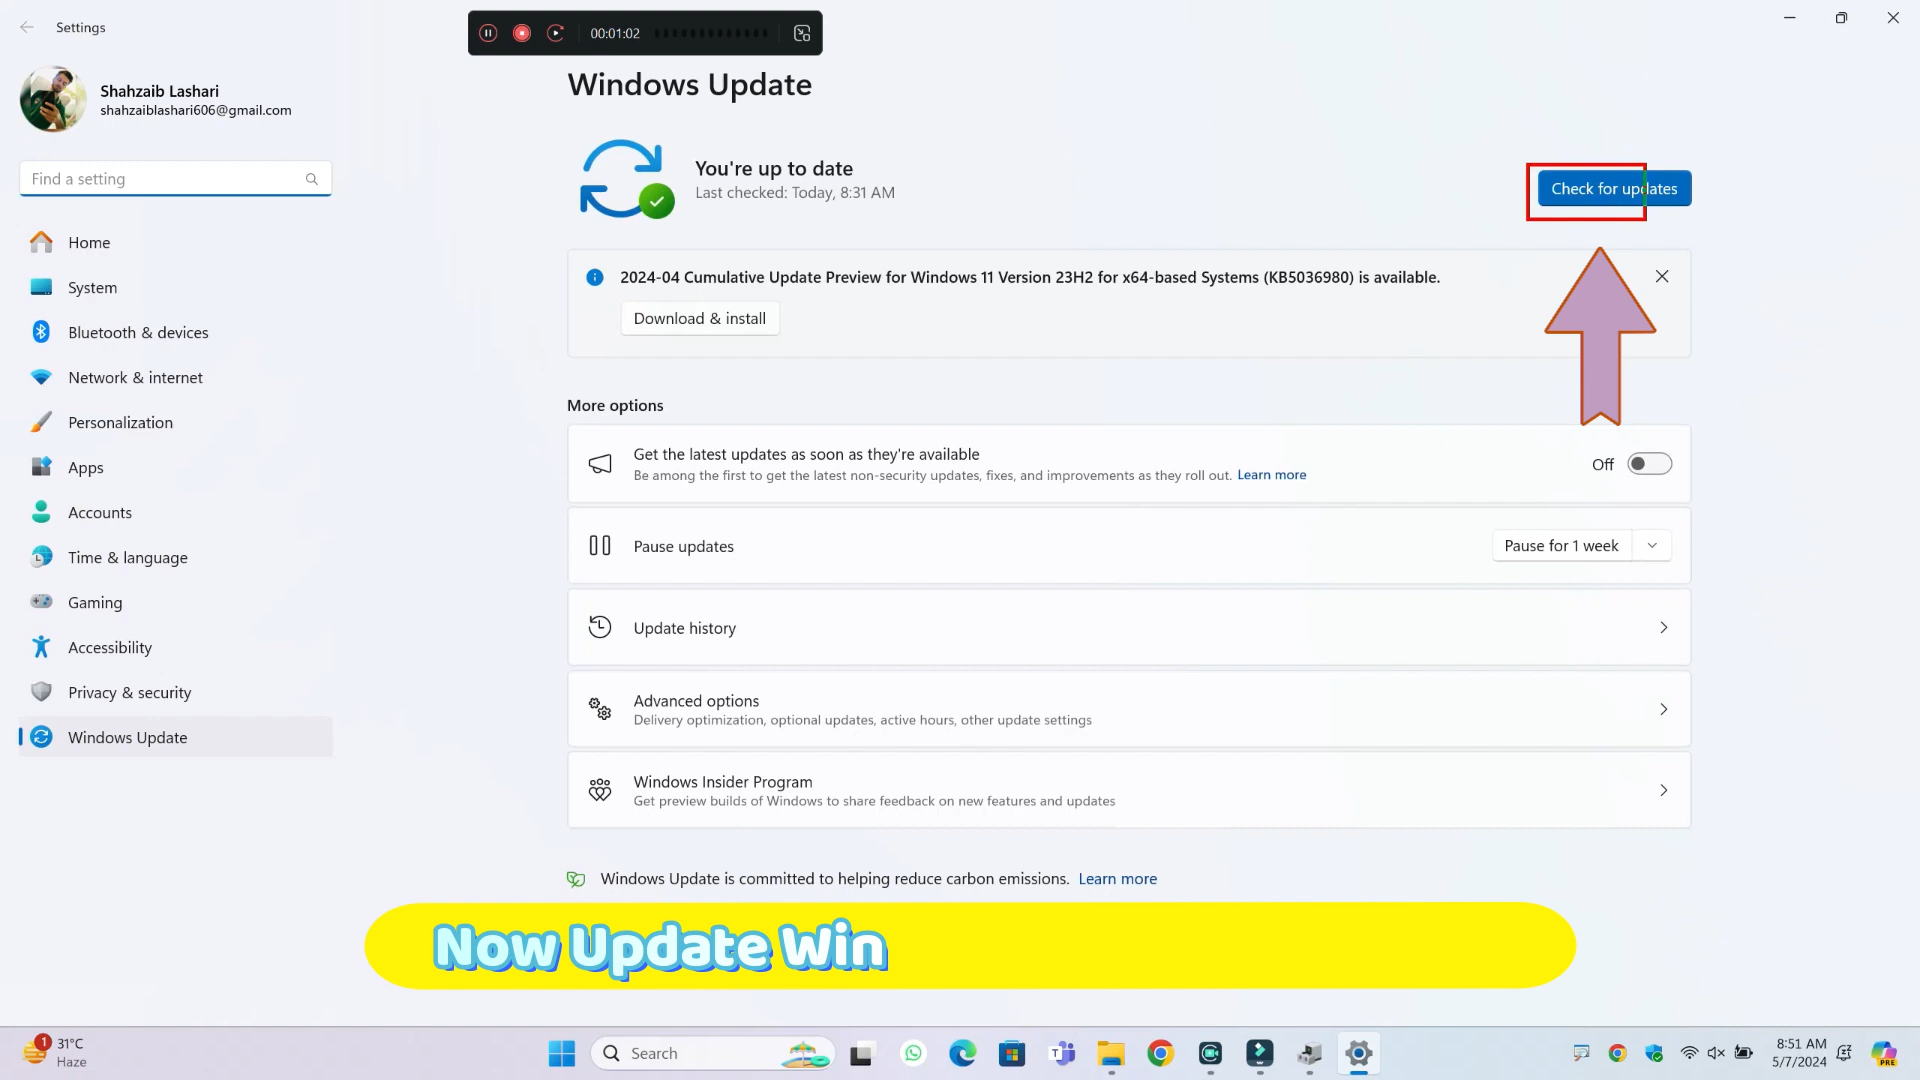 Settings
00:01:02
Windows Update
Shahzaib Lashari
shahzaiblashari606@gmail.com
You're up to date
Last checked: Today, 8:31 AM
Check for updates
Find a setting
2024-04 Cumulative Update Preview for Windows 11 Version 23H2 for x64-based Systems (KB5036980) is available.
Download & install
Home
System
Bluetooth & devices
Network & internet
Personalization
Apps
Accounts
Time & language
Gaming
Accessibility
Privacy & security
Windows Update
More options
Get the latest updates as soon as they're available
Be among the first to get the latest non-security updates, fixes, and improvements as they roll out. Learn more
Off
Pause updates
Pause for 1 week
Update history
Advanced options
Delivery optimization, optional updates, active hours, other update settings
Windows Insider Program
Get preview builds of Windows to share feedback on new features and updates
Windows Update is committed to helping reduce carbon emissions. Learn more
Now Update Win
1
31°C
Haze
Search
8:51 AM
5/7/2024
PRE